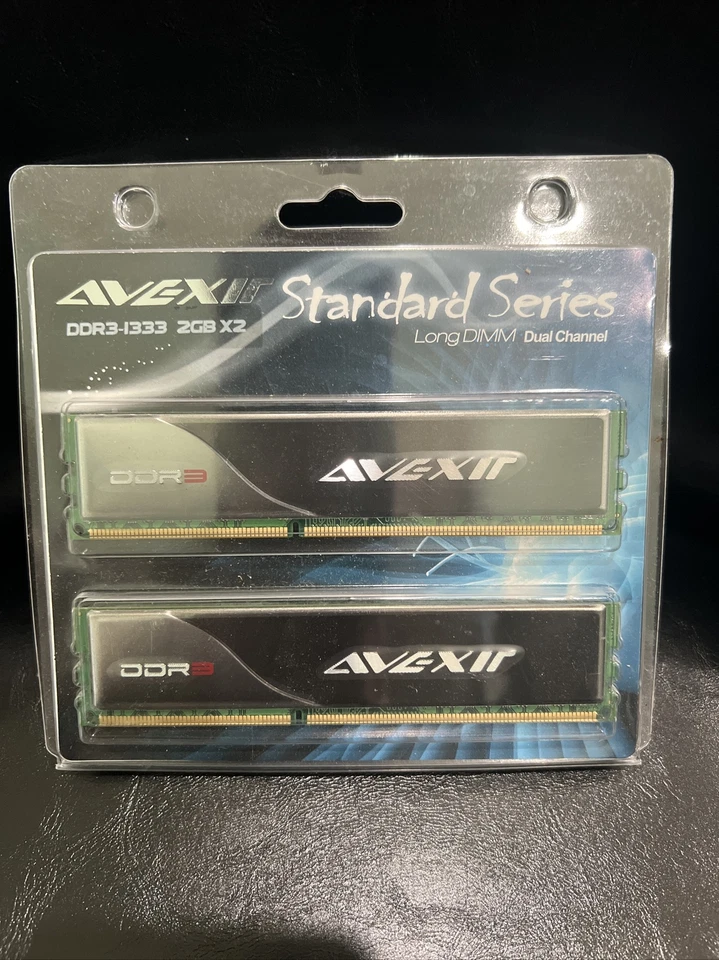 AVEXIR Standard Series
DDR3-1333 2GB X2
Long DIMM Dual Channel
DDR3 AVEXIR
DDR3 AVEXIR